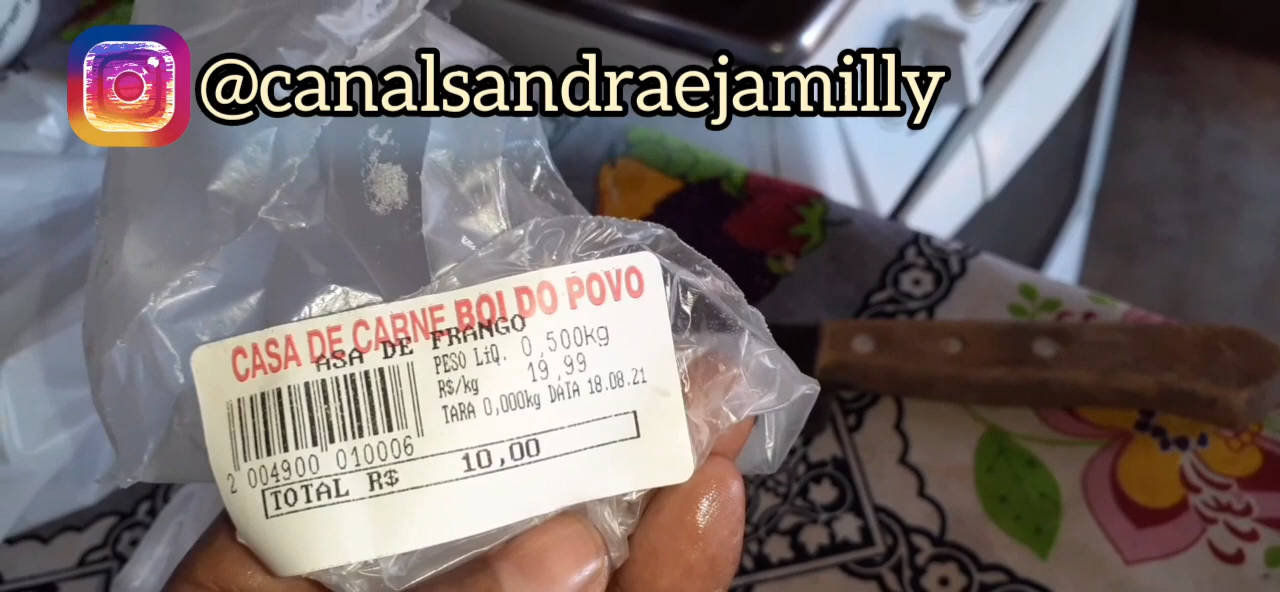 @canalsandraejamilly
CASA DE CARNE BOI DO POVO
ASA DE FRANGO
PESO LíQ. 0,500kg
R$/kg 19,99
TARA 0,000kg DATA 18.08.21
2 004900 010006
TOTAL R$ 10,00